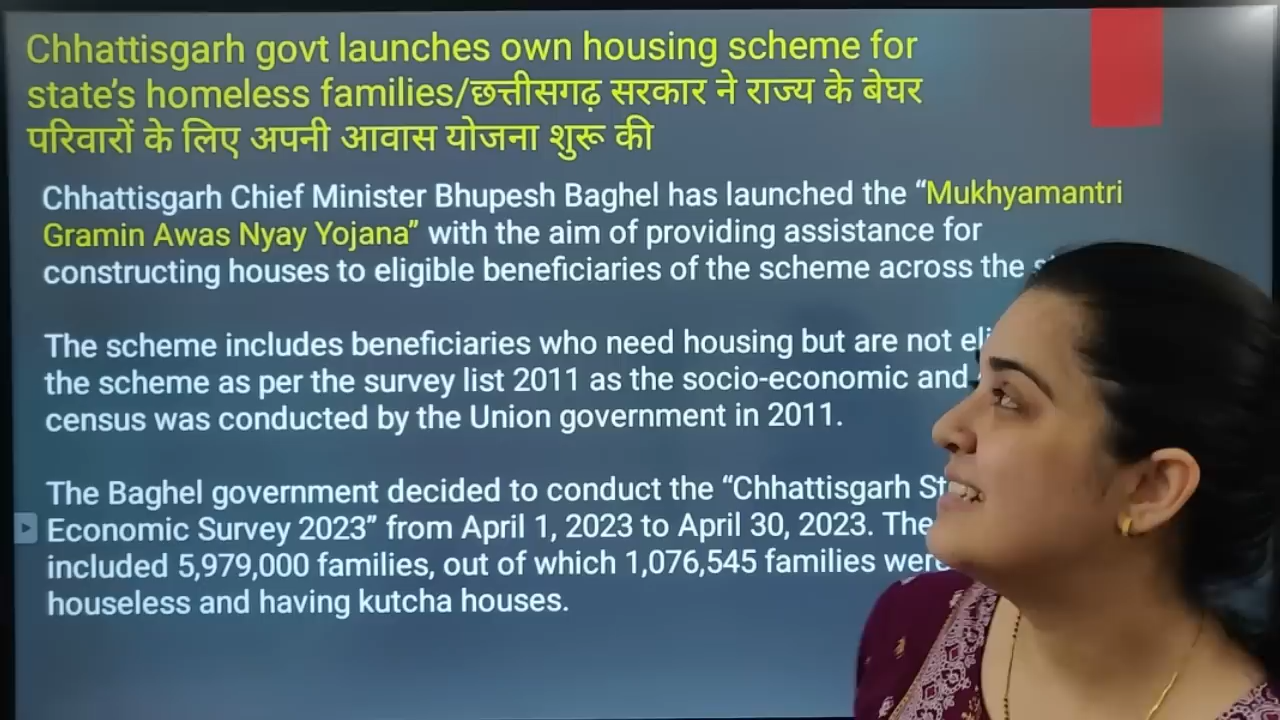 Chhattisgarh govt launches own housing scheme for
state's homeless families/छत्तीसगढ़ सरकार ने राज्य के बेघर
परिवारों के लिए अपनी आवास योजना शुरू की
Chhattisgarh Chief Minister Bhupesh Baghel has launched the “Mukhyamantri
Gramin Awas Nyay Yojana” with the aim of providing assistance for
constructing houses to eligible beneficiaries of the scheme across the
The scheme includes beneficiaries who need housing but are not
the scheme as per the survey list 2011 as the socio-economic and
census was conducted by the Union government in 2011.
The Baghel government decided to conduct the “Chhattisgarh
Economic Survey 2023” from April 1, 2023 to April 30, 2023. The
included 5,979,000 families, out of which 1,076,545 families were
houseless and having kutcha houses.